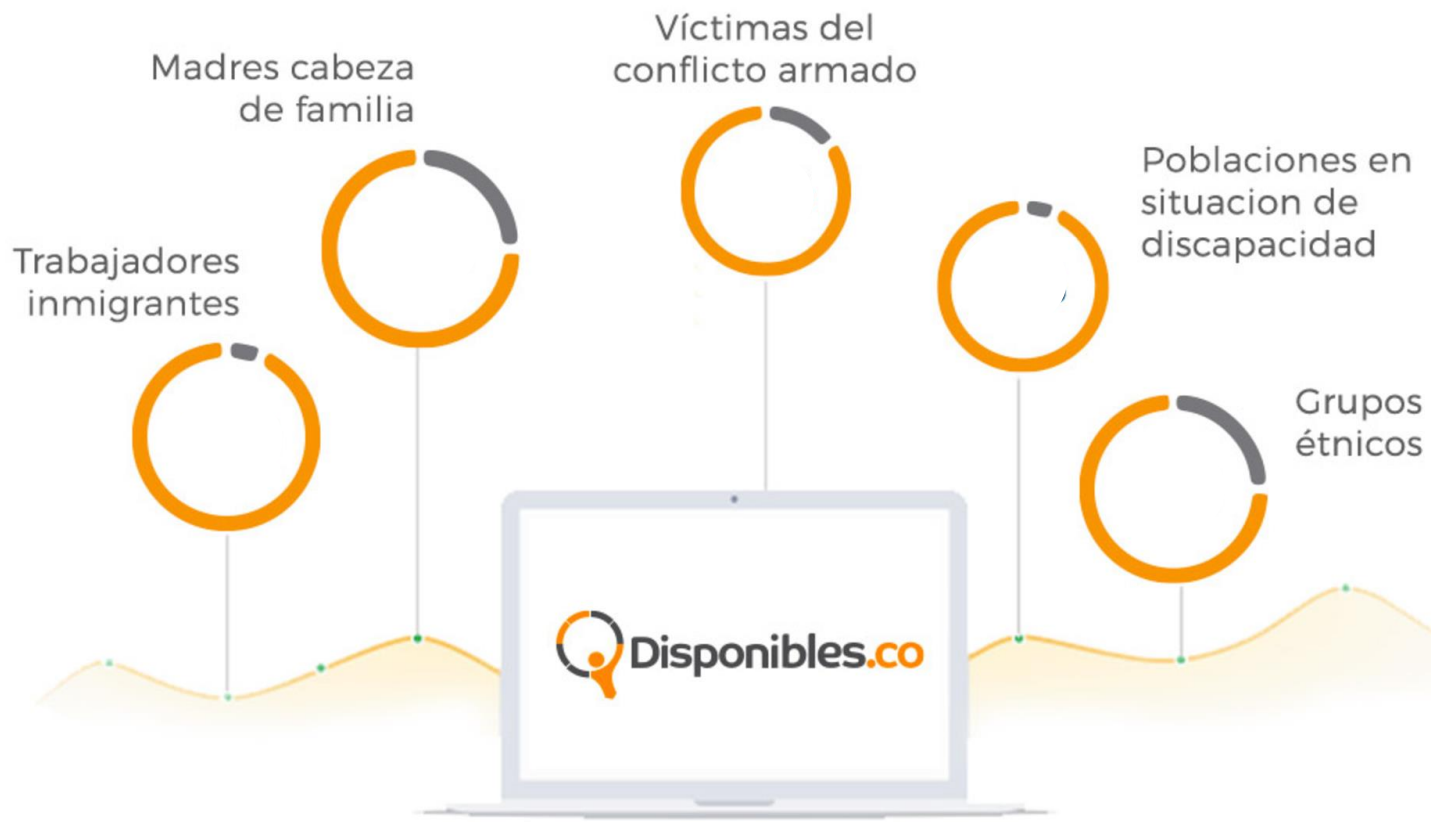 Víctimas del
conflicto armado
Madres cabeza
de familia
Poblaciones en
situacion de
discapacidad
Trabajadores
inmigrantes
Grupos
étnicos
Disponibles.co